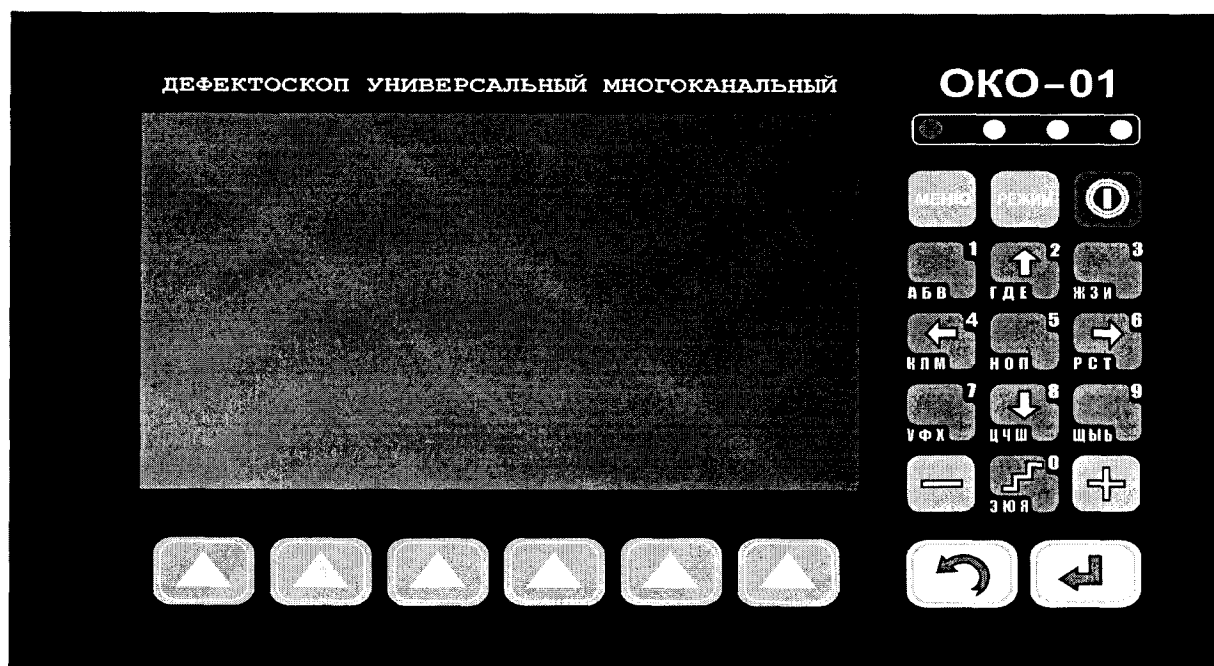 ДЕФЕКТОСКОП УНИВЕРСАЛЬНЫЙ МНОГОКАНАЛЬНЫЙ
ОКО-01
МЕНЮ РЕЖИМ
1 2 3
АБВ ГДЕ ЖЗИ
4 5 6
КЛМ НОП РСТ
7 8 9
УФХ ЦЧШ ЩЫЬ
0
ЭЮЯ